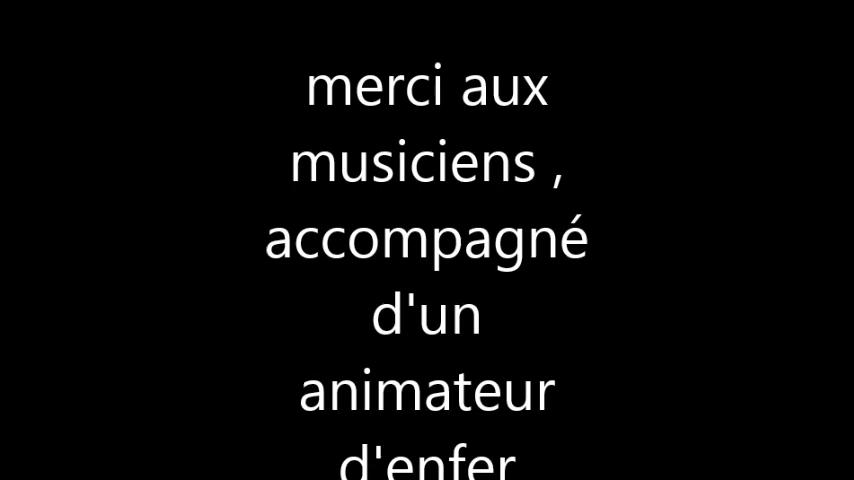 merci aux
musiciens ,
accompagné
d'un
animateur
d'enfer